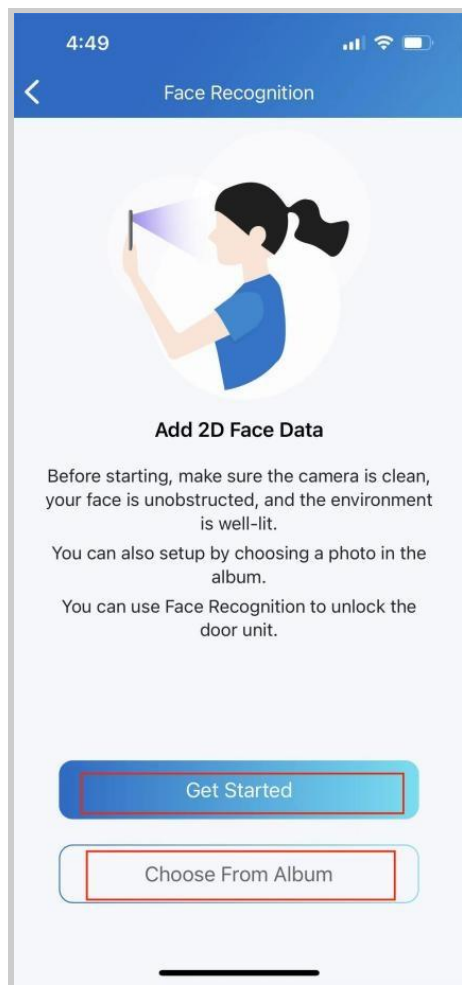 4:49
Face Recognition
Add 2D Face Data
Before starting, make sure the camera is clean,
your face is unobstructed, and the environment
is well-lit.
You can also setup by choosing a photo in the
album.
You can use Face Recognition to unlock the
door unit.
Get Started
Choose From Album